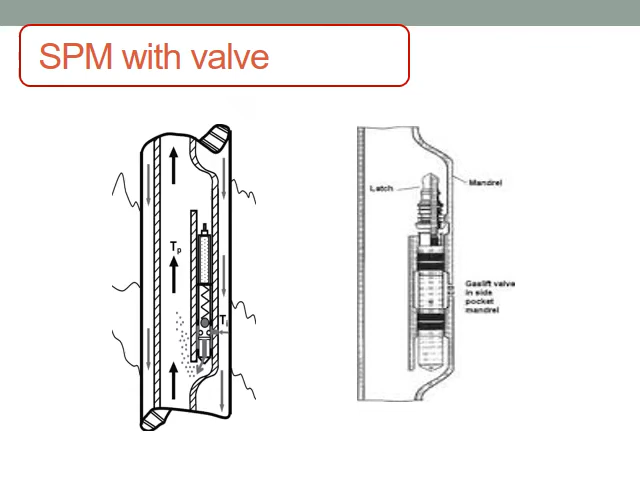 SPM with valve
Tp
Ti
Latch
Mandrel
Gaslift valve
in side
pocket
mandrel